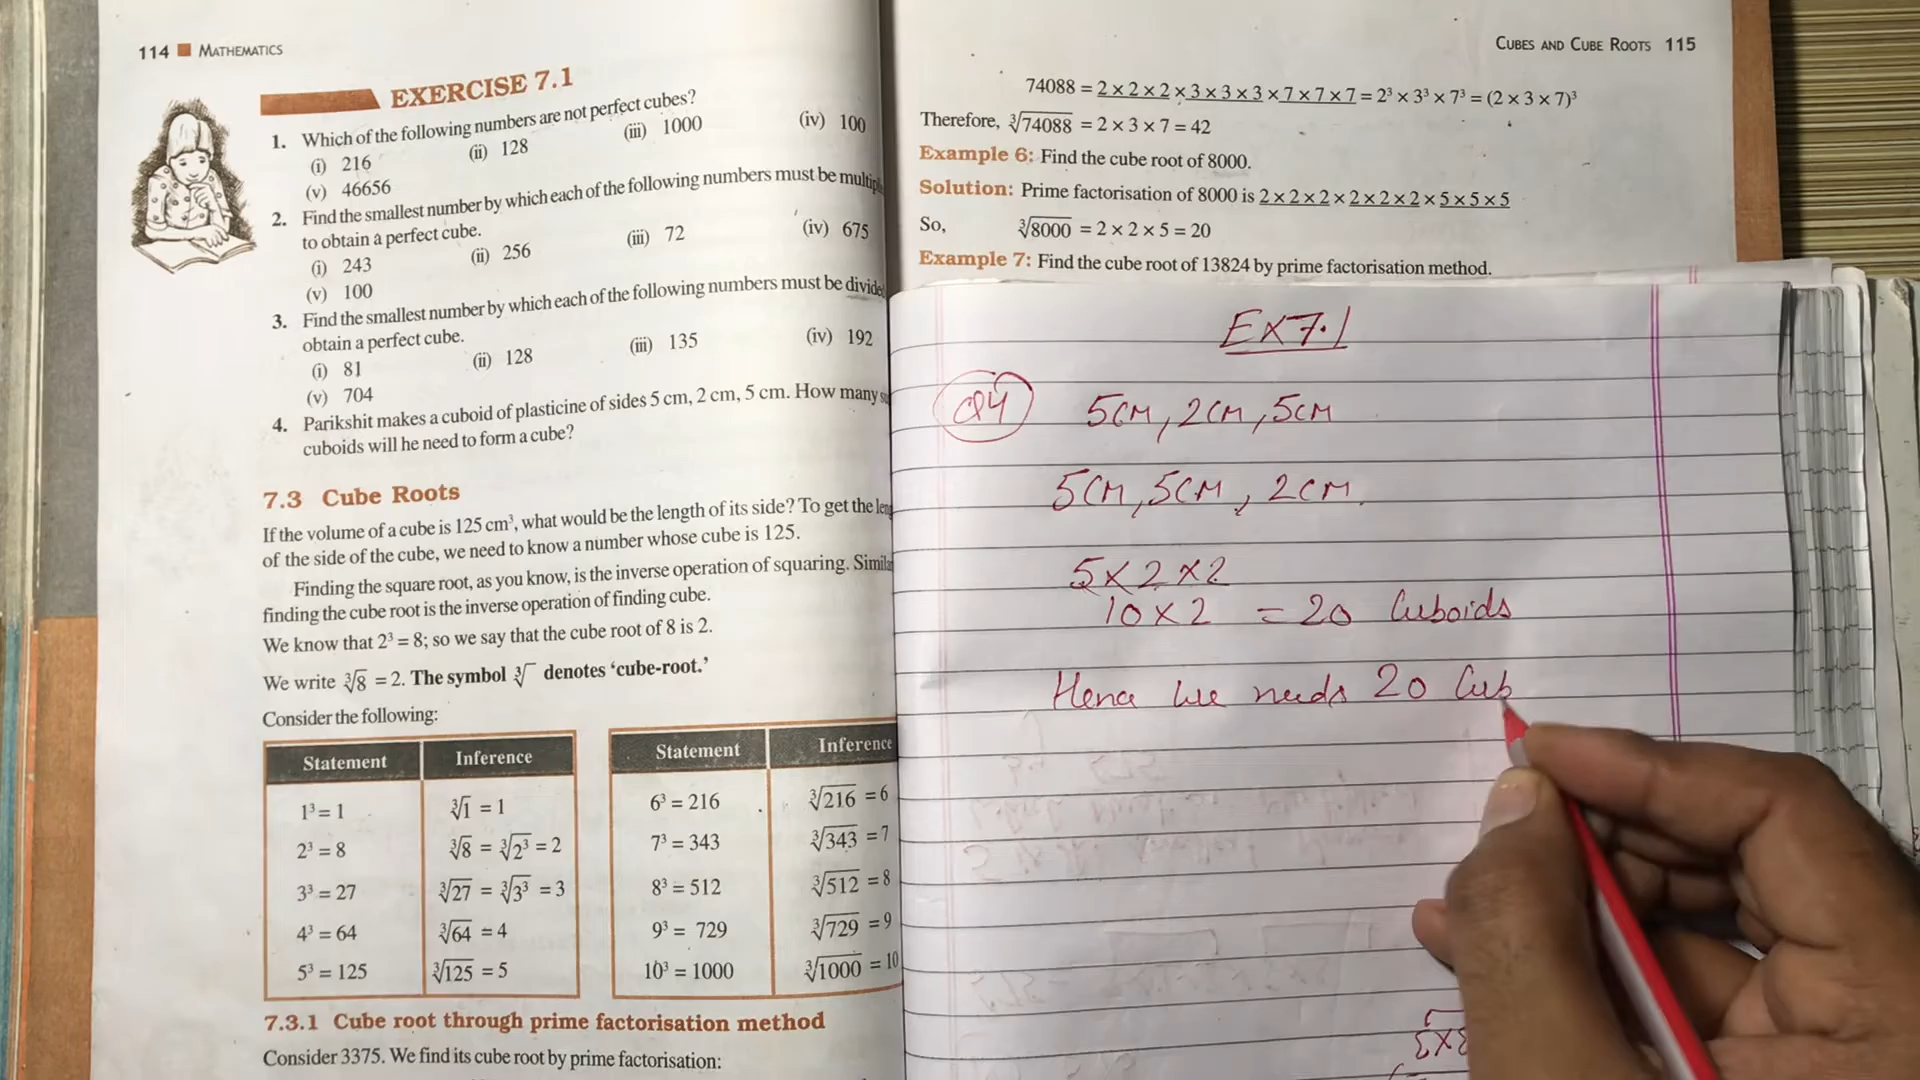 114 ■ MATHEMATICS
EXERCISE 7.1
1. Which of the following numbers are not perfect cubes?
(i) 216 (ii) 128 (iii) 1000 (iv) 100
(v) 46656
2. Find the smallest number by which each of the following numbers must be
to obtain a perfect cube.
(i) 243 (ii) 256 (iii) 72 (iv) 675
(v) 100
3. Find the smallest number by which each of the following numbers must be
obtain a perfect cube.
(i) 81 (ii) 128 (iii) 135 (iv) 192
(v) 704
4. Parikshit makes a cuboid of plasticine of sides 5 cm, 2 cm, 5 cm. How many
cuboids will he need to form a cube?
7.3 Cube Roots
If the volume of a cube is 125 cm³, what would be the length of its side? To get the
of the side of the cube, we need to know a number whose cube is 125.
Finding the square root, as you know, is the inverse operation of squaring.
finding the cube root is the inverse operation of finding cube.
We know that 2³ = 8; so we say that the cube root of 8 is 2.
We write ∛8 = 2. The symbol ∛ denotes ‘cube-root.’
Consider the following:
Statement Inference Statement Inference
1³ = 1 ∛1 = 1 6³ = 216 ∛216 = 6
2³ = 8 ∛8 = ∛2³ = 2 7³ = 343 ∛343 = 7
3³ = 27 ∛27 = ∛3³ = 3 8³ = 512 ∛512 = 8
4³ = 64 ∛64 = 4 9³ = 729 ∛729 = 9
5³ = 125 ∛125 = 5 10³ = 1000 ∛1000 = 10
7.3.1 Cube root through prime factorisation method
Consider 3375. We find its cube root by prime factorisation:
CUBES AND CUBE ROOTS 115
74088 = 2 × 2 × 2 × 3 × 3 × 3 × 7 × 7 × 7 = 2³ × 3³ × 7³ = (2 × 3 × 7)³
Therefore, ∛74088 = 2 × 3 × 7 = 42
Example 6: Find the cube root of 8000.
Solution: Prime factorisation of 8000 is 2 × 2 × 2 × 2 × 2 × 2 × 5 × 5 × 5
So, ∛8000 = 2 × 2 × 5 = 20
Example 7: Find the cube root of 13824 by prime factorisation method.
EX 7.1
Q4 5cm, 2cm, 5cm
5cm, 5cm, 2cm.
5 × 2 × 2
10 × 2 = 20 Cuboids
Hence we needs 20 Cub